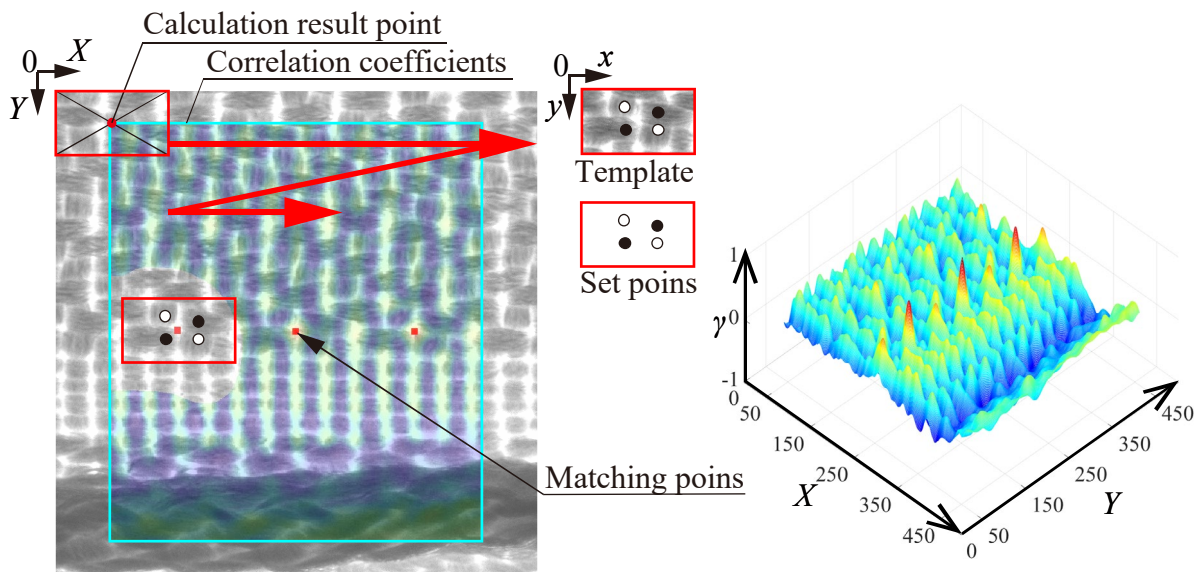 Calculation result point
0 X
Y
Correlation coefficients
0 x
y
Template
Set poins
Matching poins
1
0
-1
γ
0
50
150
250
350
450
X
0
50
150
250
350
450
Y